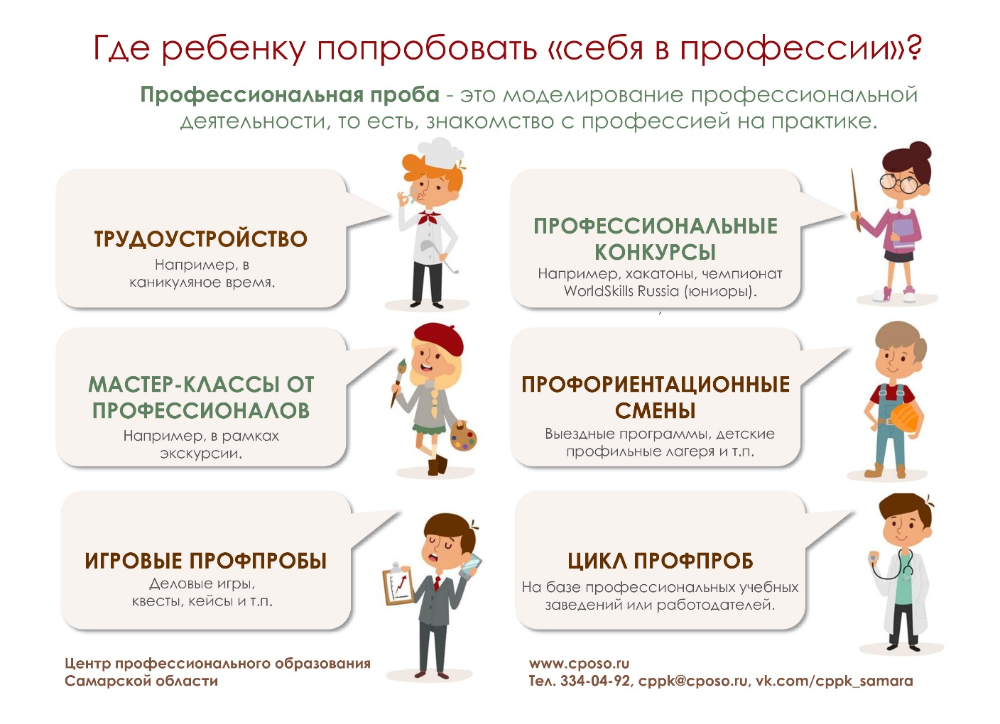 Где ребенку попробовать «себя в профессии»?
Профессиональная проба - это моделирование профессиональной
деятельности, то есть, знакомство с профессией на практике.
ТРУДОУСТРОЙСТВО
Например, в
каникуляное время.
ПРОФЕССИОНАЛЬНЫЕ
КОНКУРСЫ
Например, хакатоны, чемпионат
WorldSkills Russia (юниоры).
,
МАСТЕР-КЛАССЫ ОТ
ПРОФЕССИОНАЛОВ
Например, в рамках
экскурсии.
ПРОФОРИЕНТАЦИОННЫЕ
СМЕНЫ
Выездные программы, детские
профильные лагеря и т.п.
ИГРОВЫЕ ПРОФПРОБЫ
Деловые игры,
квесты, кейсы и т.п.
ЦИКЛ ПРОФПРОБ
На базе профессиональных учебных
заведений или работодателей.
Центр профессионального образования
Самарской области
www.cposo.ru
Тел. 334-04-92, cppk@cposo.ru, vk.com/cppk_samara